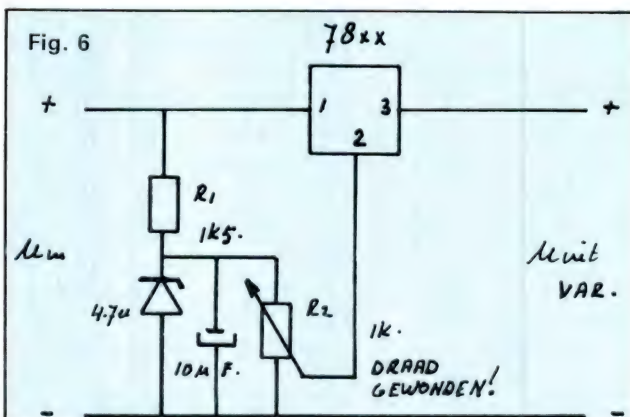 Fig. 6
78xx
+
1
3
+
2
R1
1K5.
Uin
Uuit
VAR.
4.7u
10µF.
R2
1K.
DRAAD
GEWONDEN!
-
-